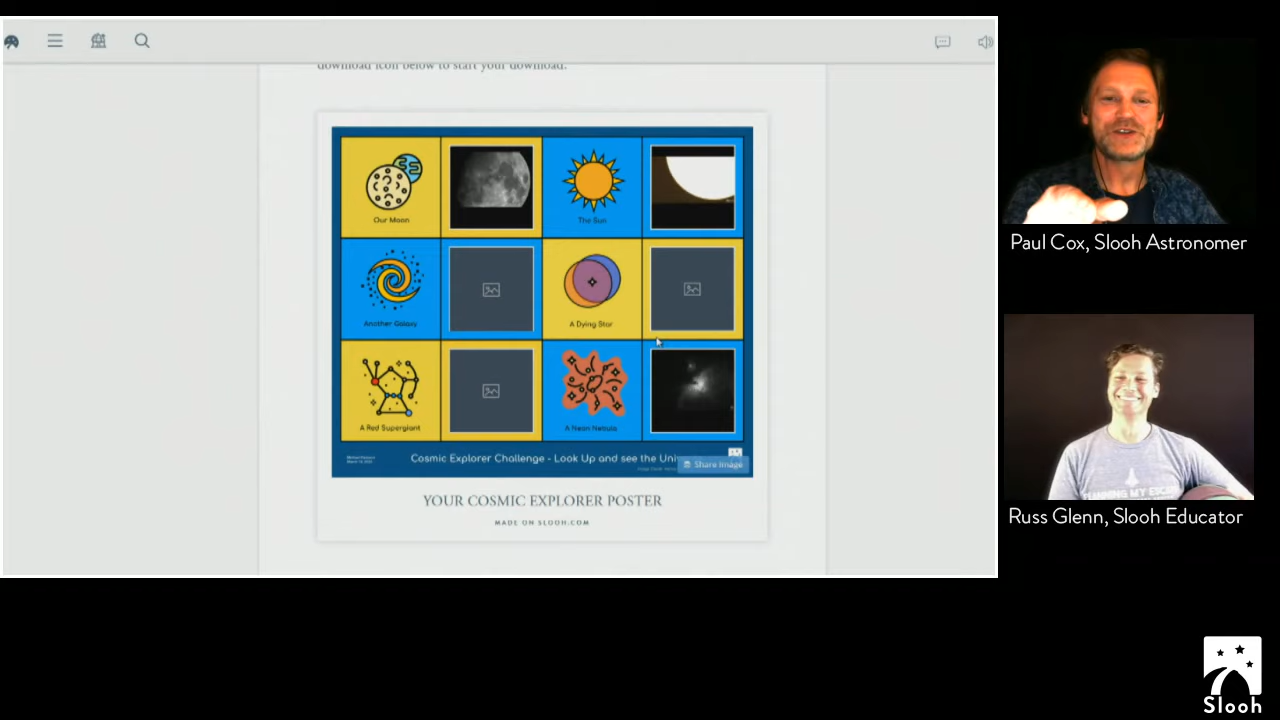 download icon below to start your download.
Our Moon
The Sun
Another Galaxy
A Dying Star
A Red Supergiant
A Neon Nebula
Cosmic Explorer Challenge - Look Up and see the Uni
Share Image
YOUR COSMIC EXPLORER POSTER
MADE ON SLOOH.COM
Paul Cox, Slooh Astronomer
Russ Glenn, Slooh Educator
Slooh